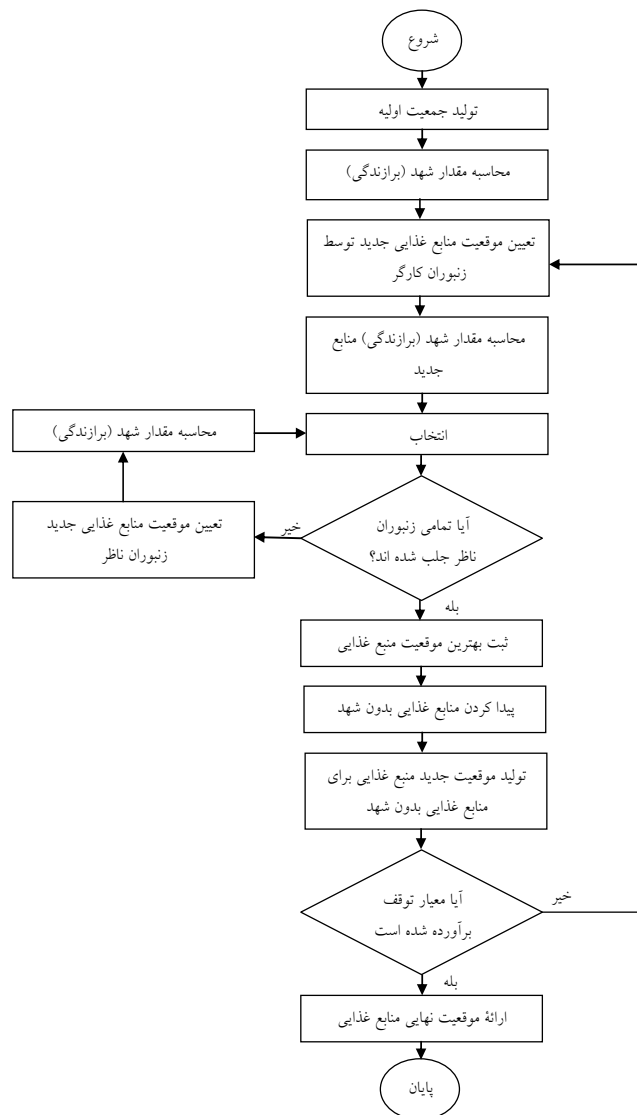 شروع
تولید جمعیت اولیه
محاسبه مقدار شهد (برازندگی)
تعیین موقعیت منابع غذایی جدید توسط
زنبوران کارگر
محاسبه مقدار شهد (برازندگی) منابع
جدید
انتخاب
محاسبه مقدار شهد (برازندگی)
آیا تمامی زنبوران
ناظر جلب شده اند؟
خیر
تعیین موقعیت منابع غذایی جدید
زنبوران ناظر
بله
ثبت بهترین موقعیت منبع غذایی
پیدا کردن منابع غذایی بدون شهد
تولید موقعیت جدید منبع غذایی برای
منابع غذایی بدون شهد
آیا معیار توقف
برآورده شده است
خیر
بله
ارائۀ موقعیت نهایی منابع غذایی
پایان